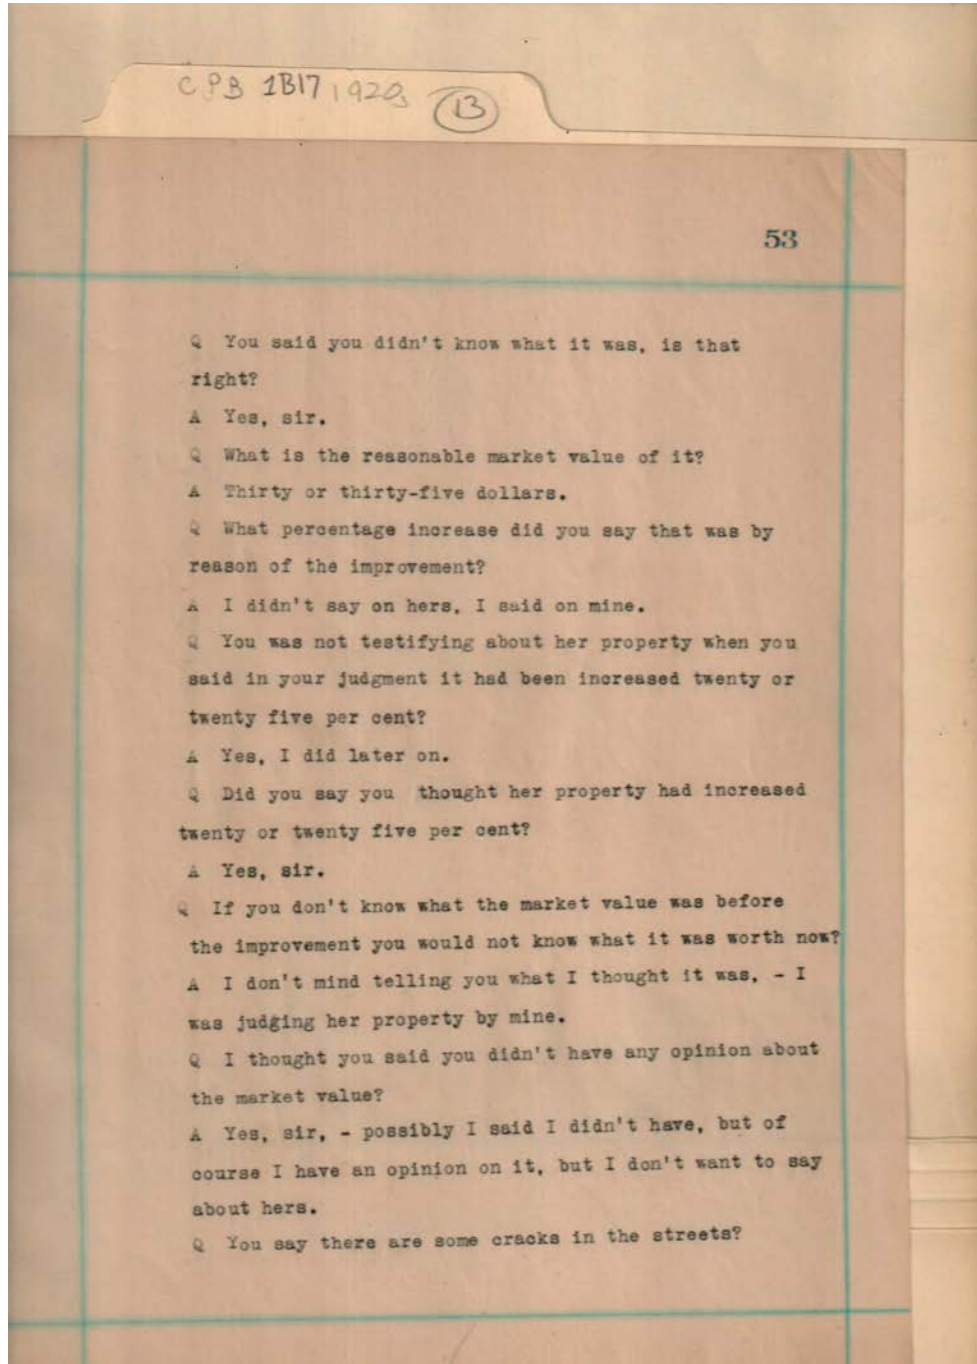 CPB 1B17 1920s 13
53
Q You said you didn't know what it was, is that
right?
A Yes, sir.
Q What is the reasonable market value of it?
A Thirty or thirty-five dollars.
Q What percentage increase did you say that was by
reason of the improvement?
A I didn't say on hers, I said on mine.
Q You was not testifying about her property when you
said in your judgment it had been increased twenty or
twenty five per cent?
A Yes, I did later on.
Q Did you say you thought her property had increased
twenty or twenty five per cent?
A Yes, sir.
Q If you don't know what the market value was before
the improvement you would not know what it was worth now?
A I don't mind telling you what I thought it was, - I
was judging her property by mine.
Q I thought you said you didn't have any opinion about
the market value?
A Yes, sir, - possibly I said I didn't have, but of
course I have an opinion on it, but I don't want to say
about hers.
Q You say there are some cracks in the streets?